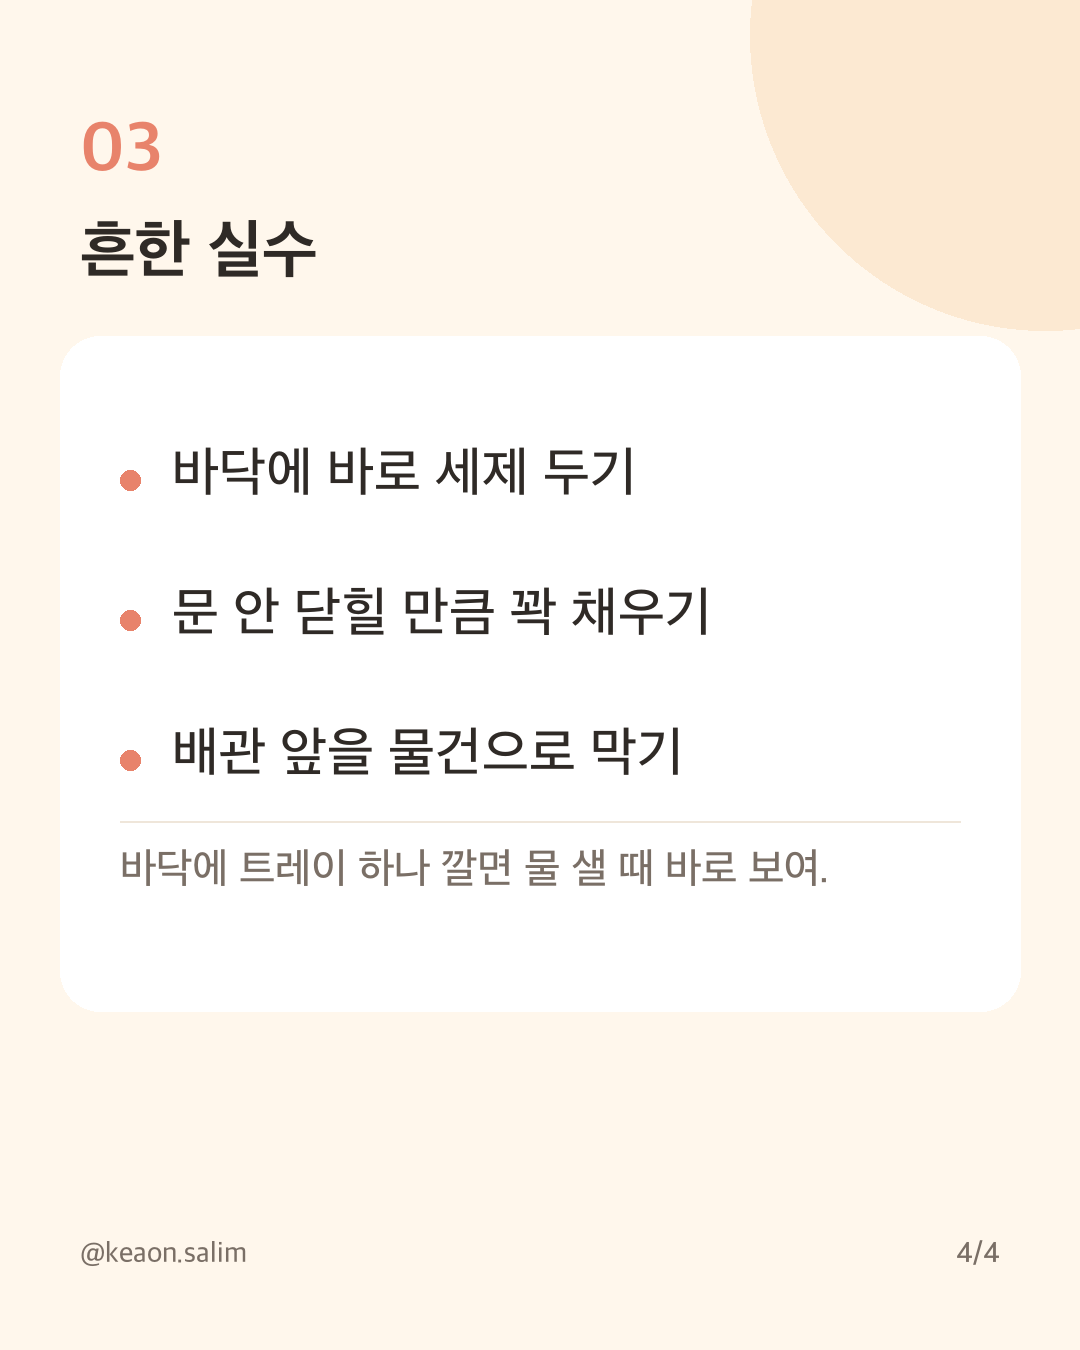 03
흔한 실수
바닥에 바로 세제 두기
문 안 닫힐 만큼 꽉 채우기
배관 앞을 물건으로 막기
바닥에 트레이 하나 깔면 물 샐 때 바로 보여.
@keaon.salim
4/4